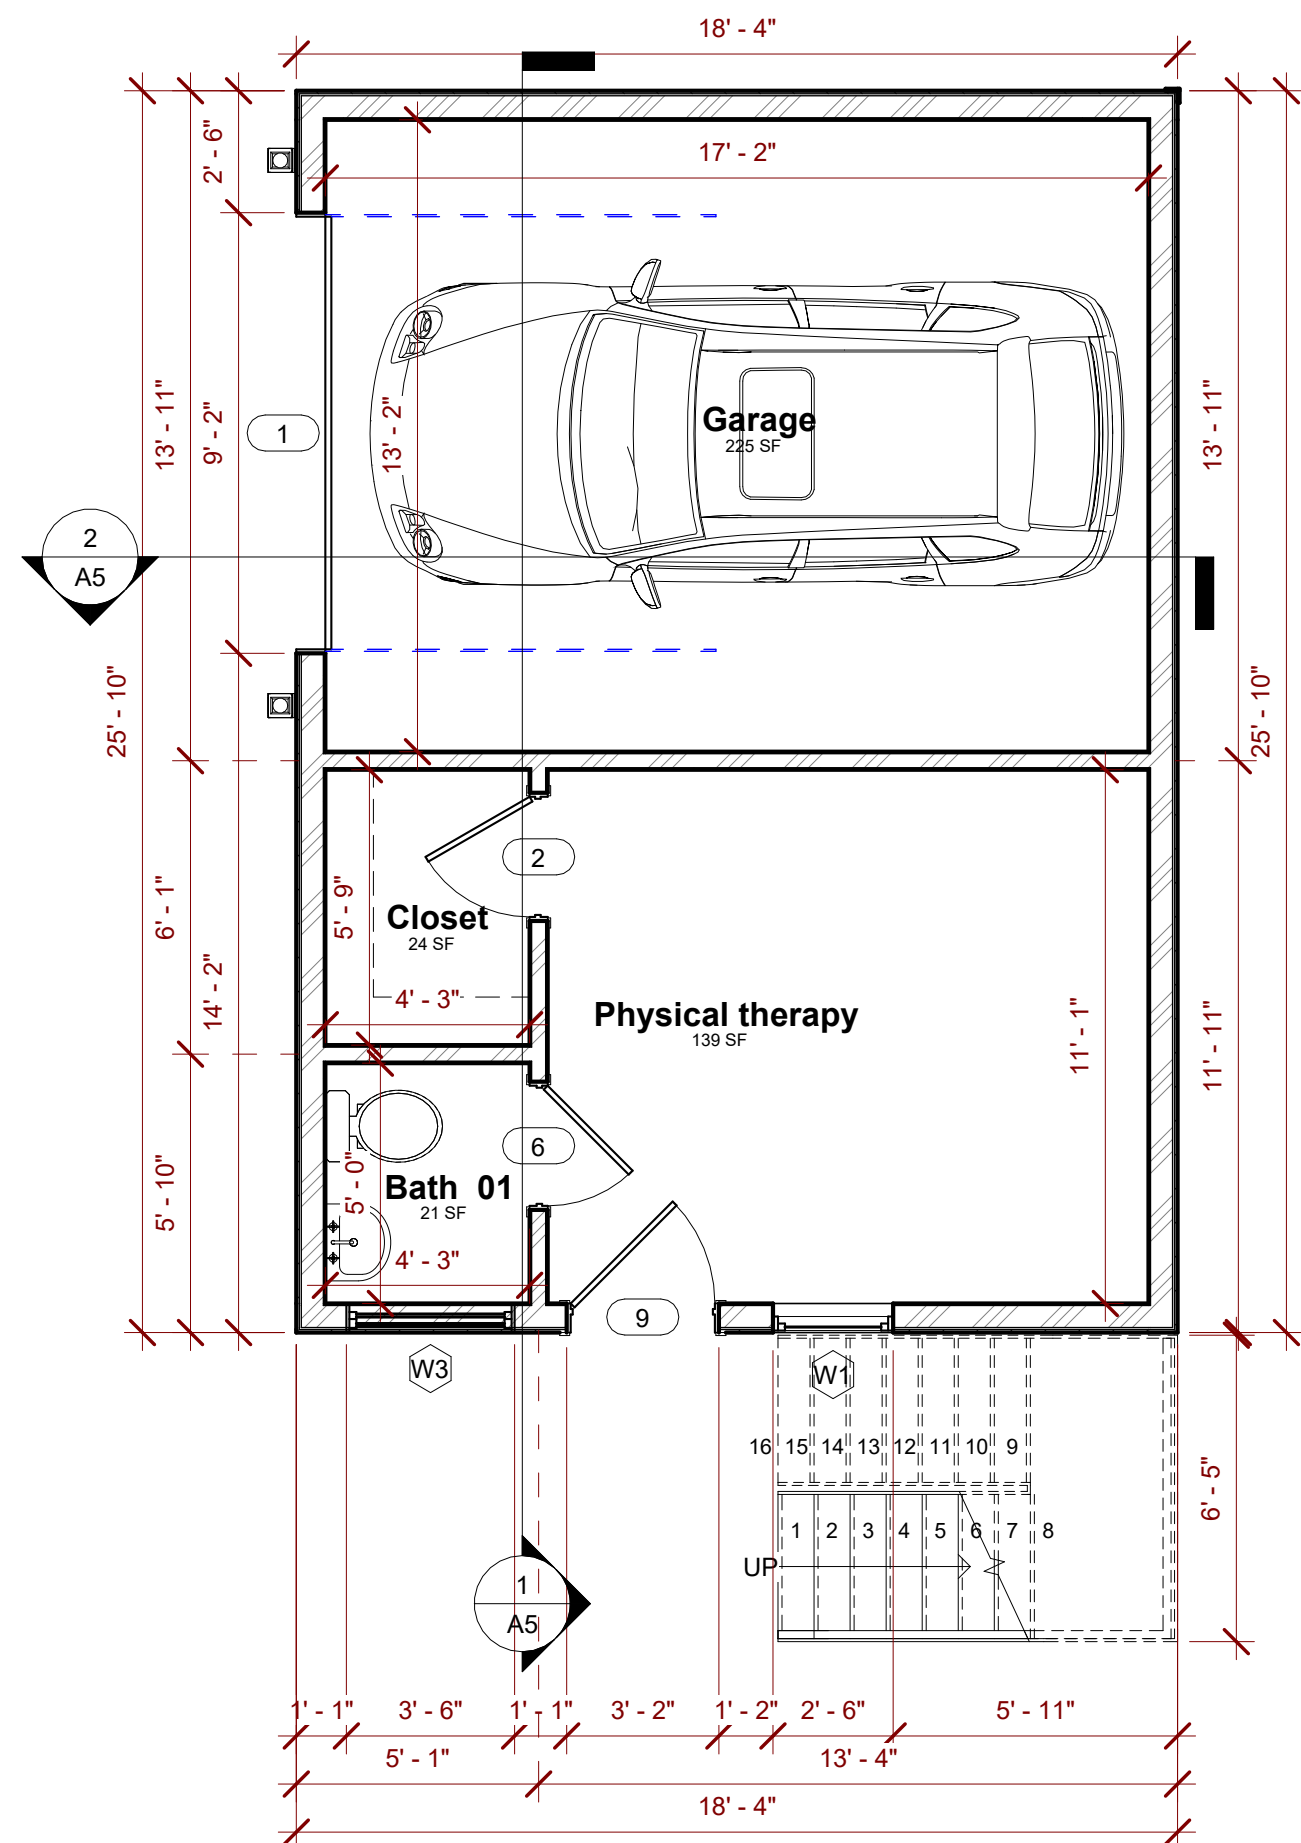 18' - 4"
2' - 6"
17' - 2"
13' - 11"
9' - 2"
1
13' - 2"
Garage
225 SF
13' - 11"
2
A5
25' - 10"
25' - 10"
6' - 1"
14' - 2"
5' - 9"
2
Closet
24 SF
4' - 3"
Physical therapy
139 SF
11' - 1"
11' - 11"
5' - 10"
5' - 0"
6
Bath 01
21 SF
4' - 3"
9
W3
W1
16 15 14 13 12 11 10 9
1 2 3 4 5 6 7 8
UP
6' - 5"
1
A5
1' - 1" 3' - 6" 1' - 1" 3' - 2" 1' - 2" 2' - 6" 5' - 11"
5' - 1" 13' - 4"
18' - 4"